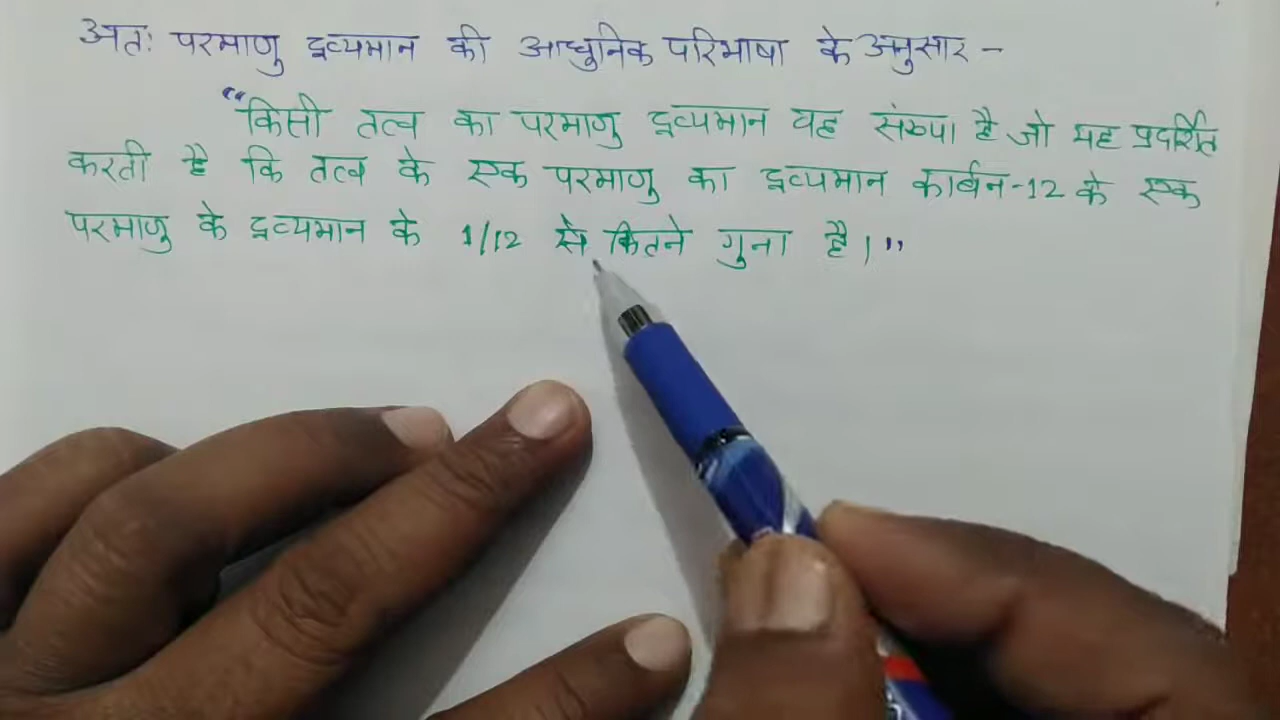 अतः परमाणु द्रव्यमान की आधुनिक परिभाषा के अनुसार -
"किसी तत्व का परमाणु द्रव्यमान वह संख्या है जो यह प्रदर्शित
करती है कि तत्व के एक परमाणु का द्रव्यमान कार्बन-12 के एक
परमाणु के द्रव्यमान के 1/12 से कितने गुना है।"